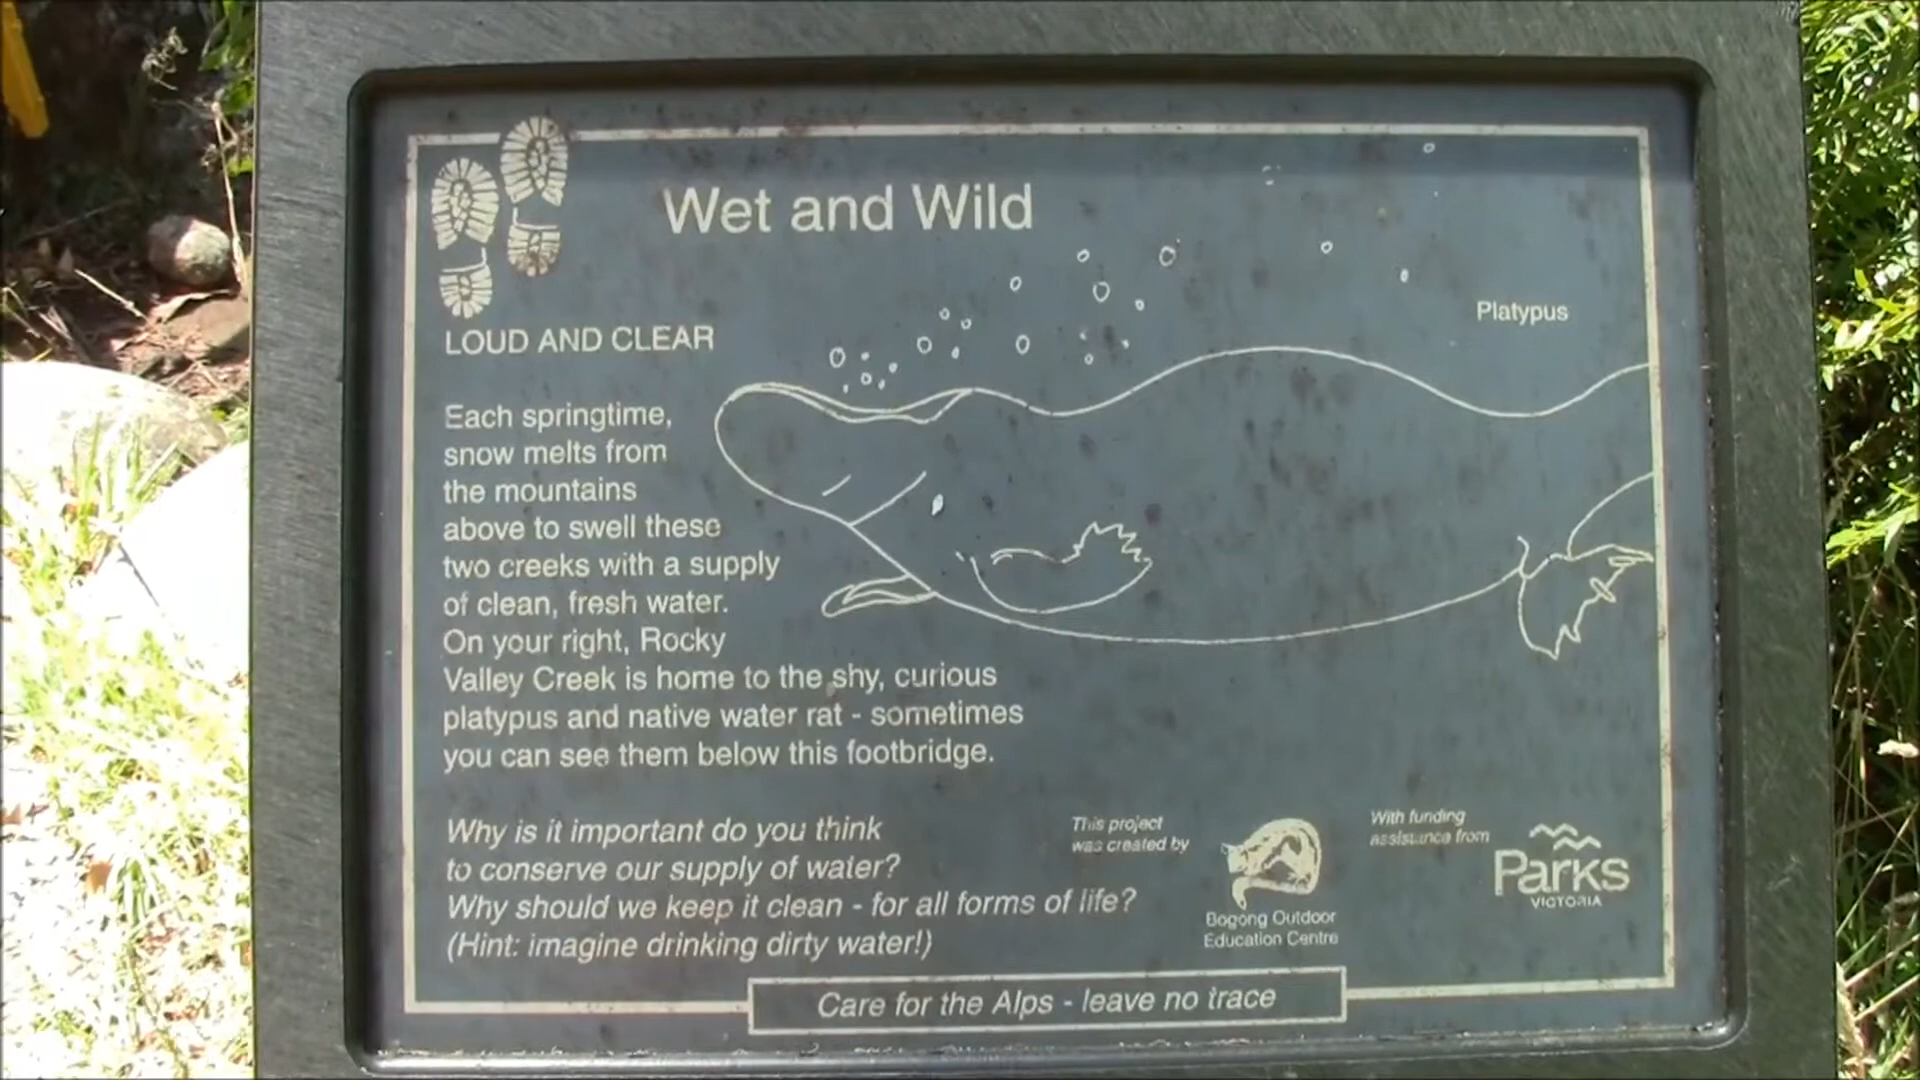 Wet and Wild
Platypus
LOUD AND CLEAR
Each springtime,
snow melts from
the mountains
above to swell these
two creeks with a supply
of clean, fresh water.
On your right, Rocky
Valley Creek is home to the shy, curious
platypus and native water rat - sometimes
you can see them below this footbridge.
Why is it important do you think
to conserve our supply of water?
Why should we keep it clean - for all forms of life?
(Hint: imagine drinking dirty water!)
This project
was created by
Bogong Outdoor
Education Centre
With funding
assistance from
Parks
VICTORIA
Care for the Alps - leave no trace